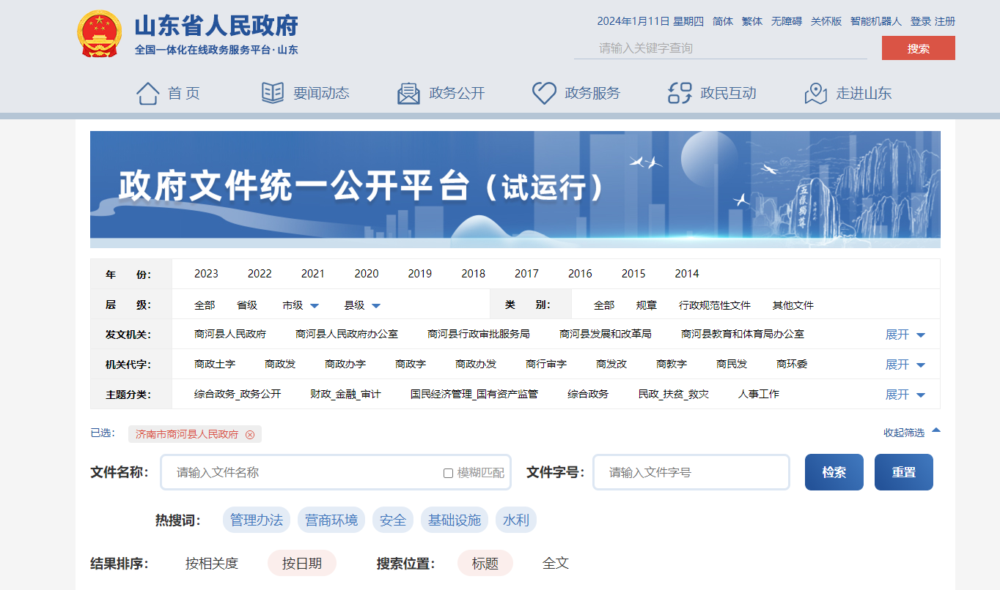 山东省人民政府
全国一体化在线政务服务平台·山东
2024年1月11日 星期四 简体 繁体 无障碍 关怀版 智能机器人 登录 注册
请输入关键字查询
搜索
首 页 要闻动态 政务公开 政务服务 政民互动 走进山东
政府文件统一公开平台（试运行）
五嶽独尊
年 份： 2023 2022 2021 2020 2019 2018 2017 2016 2015 2014
层 级： 全部 省级 市级 县级 类 别： 全部 规章 行政规范性文件 其他文件
发文机关： 商河县人民政府 商河县人民政府办公室 商河县行政审批服务局 商河县发展和改革局 商河县教育和体育局办公室 展开
机关代字： 商政土字 商政发 商政办字 商政字 商政办发 商行审字 商发改 商教字 商民发 商环委 展开
主题分类： 综合政务_政务公开 财政_金融_审计 国民经济管理_国有资产监管 综合政务 民政_扶贫_救灾 人事工作 展开
已选： 济南市商河县人民政府 收起筛选
文件名称： 请输入文件名称 模糊匹配 文件字号： 请输入文件字号 检索 重置
热搜词： 管理办法 营商环境 安全 基础设施 水利
结果排序： 按相关度 按日期 搜索位置： 标题 全文